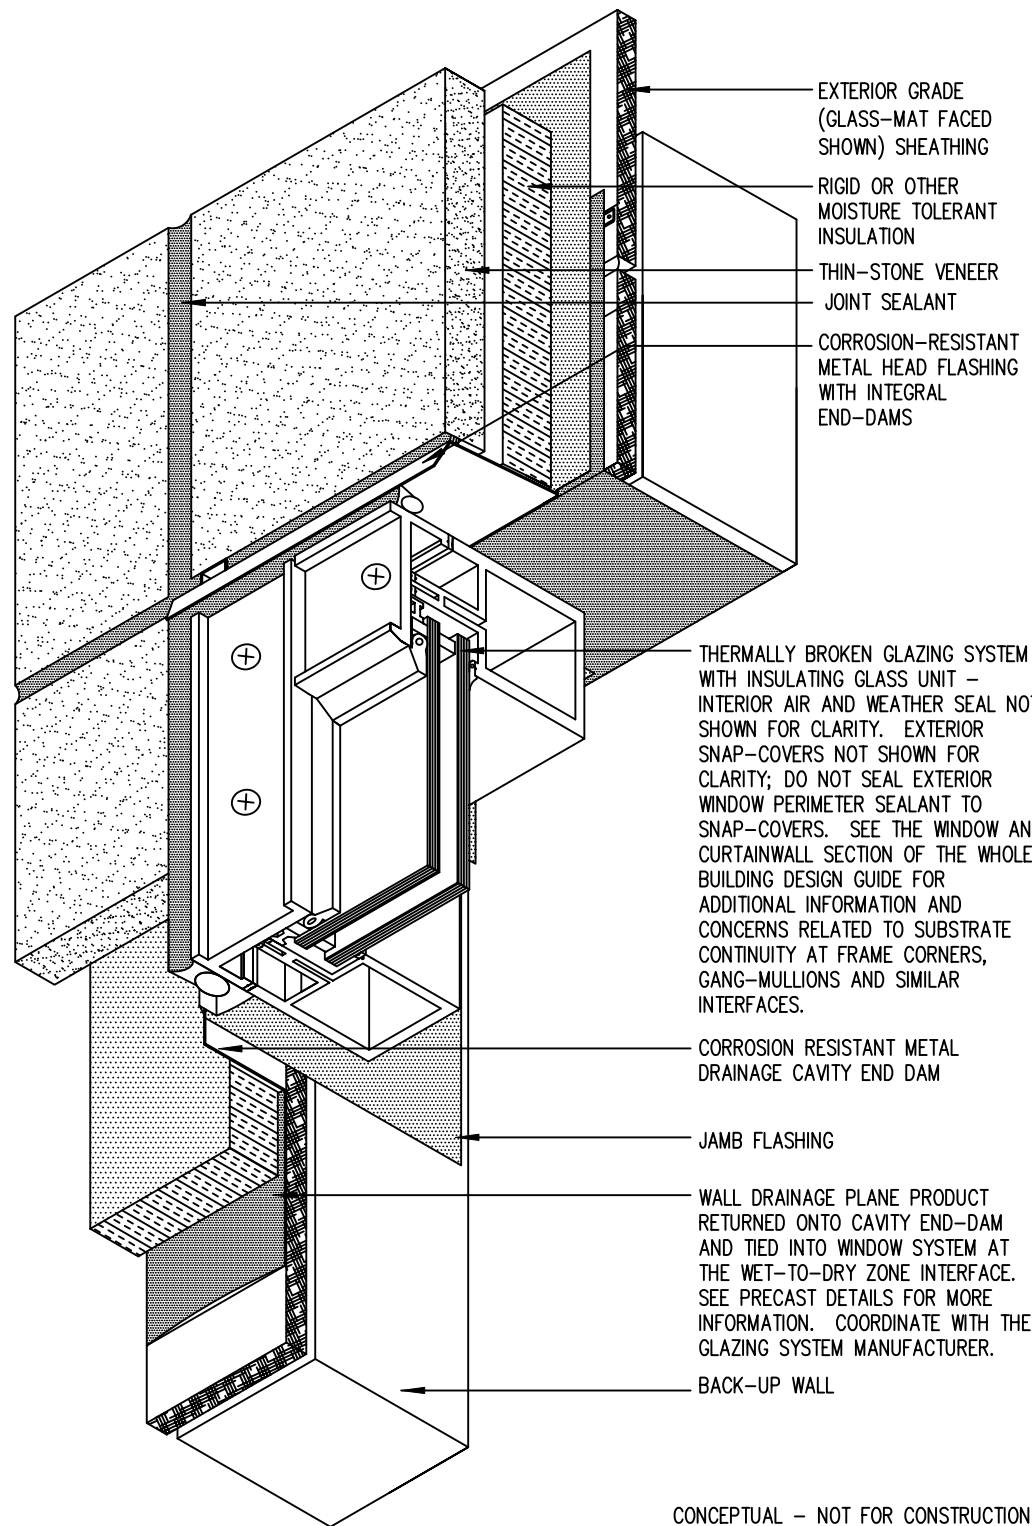 EXTERIOR GRADE
(GLASS-MAT FACED
SHOWN) SHEATHING
RIGID OR OTHER
MOISTURE TOLERANT
INSULATION
THIN-STONE VENEER
JOINT SEALANT
CORROSION-RESISTANT
METAL HEAD FLASHING
WITH INTEGRAL
END-DAMS
THERMALLY BROKEN GLAZING SYSTEM
WITH INSULATING GLASS UNIT –
INTERIOR AIR AND WEATHER SEAL NO
SHOWN FOR CLARITY. EXTERIOR
SNAP-COVERS NOT SHOWN FOR
CLARITY; DO NOT SEAL EXTERIOR
WINDOW PERIMETER SEALANT TO
SNAP-COVERS. SEE THE WINDOW AN
CURTAINWALL SECTION OF THE WHOLE
BUILDING DESIGN GUIDE FOR
ADDITIONAL INFORMATION AND
CONCERNS RELATED TO SUBSTRATE
CONTINUITY AT FRAME CORNERS,
GANG-MULLIONS AND SIMILAR
INTERFACES.
CORROSION RESISTANT METAL
DRAINAGE CAVITY END DAM
JAMB FLASHING
WALL DRAINAGE PLANE PRODUCT
RETURNED ONTO CAVITY END-DAM
AND TIED INTO WINDOW SYSTEM AT
THE WET-TO-DRY ZONE INTERFACE.
SEE PRECAST DETAILS FOR MORE
INFORMATION. COORDINATE WITH THE
GLAZING SYSTEM MANUFACTURER.
BACK-UP WALL
CONCEPTUAL – NOT FOR CONSTRUCTION